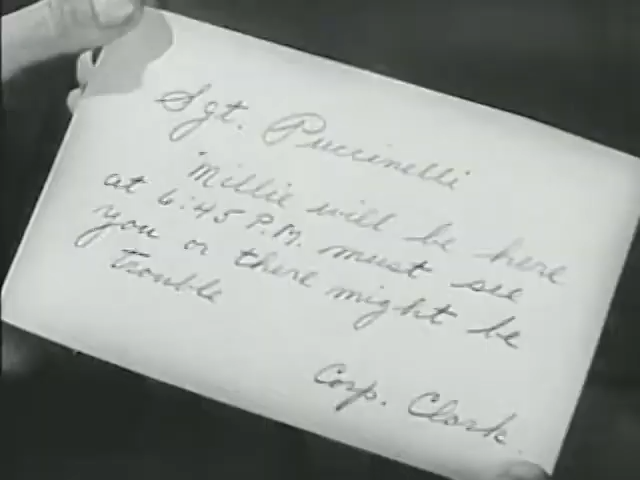 Sgt. Puccinelli
Millie will be here
at 6:45 P.M. must see
you or there might be
trouble
Corp. Clark.